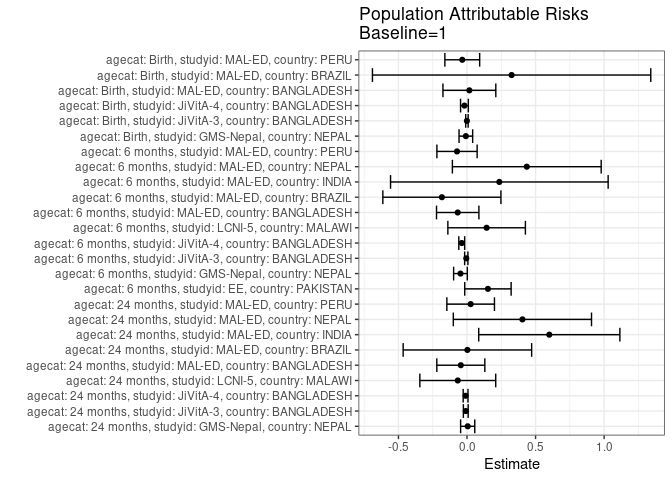 Population Attributable Risks
Baseline=1
agecat: Birth, studyid: MAL-ED, country: PERU
agecat: Birth, studyid: MAL-ED, country: BRAZIL
agecat: Birth, studyid: MAL-ED, country: BANGLADESH
agecat: Birth, studyid: JiVitA-4, country: BANGLADESH
agecat: Birth, studyid: JiVitA-3, country: BANGLADESH
agecat: Birth, studyid: GMS-Nepal, country: NEPAL
agecat: 6 months, studyid: MAL-ED, country: PERU
agecat: 6 months, studyid: MAL-ED, country: NEPAL
agecat: 6 months, studyid: MAL-ED, country: INDIA
agecat: 6 months, studyid: MAL-ED, country: BRAZIL
agecat: 6 months, studyid: MAL-ED, country: BANGLADESH
agecat: 6 months, studyid: LCNI-5, country: MALAWI
agecat: 6 months, studyid: JiVitA-4, country: BANGLADESH
agecat: 6 months, studyid: JiVitA-3, country: BANGLADESH
agecat: 6 months, studyid: GMS-Nepal, country: NEPAL
agecat: 6 months, studyid: EE, country: PAKISTAN
agecat: 24 months, studyid: MAL-ED, country: PERU
agecat: 24 months, studyid: MAL-ED, country: NEPAL
agecat: 24 months, studyid: MAL-ED, country: INDIA
agecat: 24 months, studyid: MAL-ED, country: BRAZIL
agecat: 24 months, studyid: MAL-ED, country: BANGLADESH
agecat: 24 months, studyid: LCNI-5, country: MALAWI
agecat: 24 months, studyid: JiVitA-4, country: BANGLADESH
agecat: 24 months, studyid: JiVitA-3, country: BANGLADESH
agecat: 24 months, studyid: GMS-Nepal, country: NEPAL
-0.5 0.0 0.5 1.0
Estimate